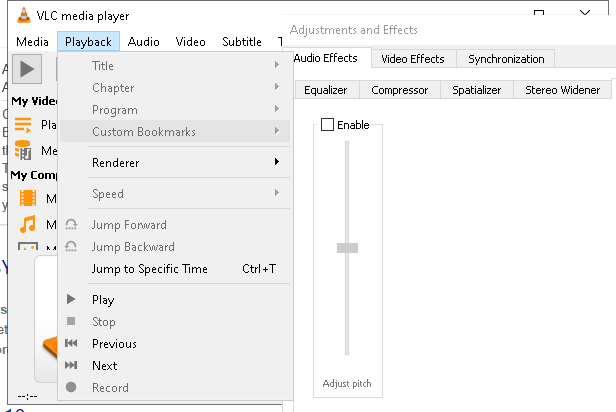 VLC media player
Media Playback Audio Video Subtitle
Title
Chapter
Program
Custom Bookmarks
Renderer
Speed
Jump Forward
Jump Backward
Jump to Specific Time Ctrl+T
Play
Stop
Previous
Next
Record
My Vide
Pla
Me
My Comp
M
M
M
--:--
Adjustments and Effects
Audio Effects Video Effects Synchronization
Equalizer Compressor Spatializer Stereo Widener
Enable
Adjust pitch